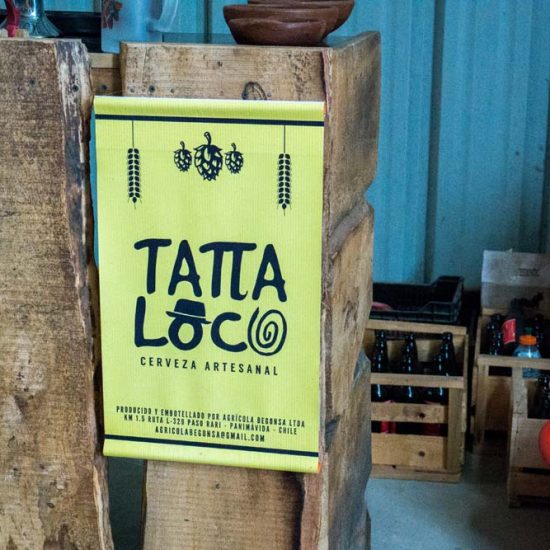 TATTA
LOCO
CERVEZA ARTESANAL
PRODUCIDO Y EMBOTELLADO POR AGRÍCOLA BEGONSA LTDA
KM 1.5 RUTA L-329 PASO RARI - PANIMÁVIDA - CHILE
AGRICOLABEGONSA@GMAIL.COM